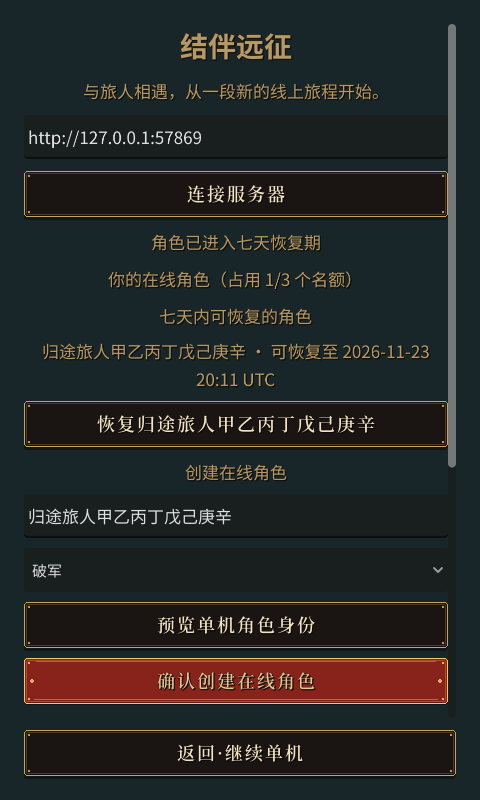 结伴远征
与旅人相遇，从一段新的线上旅程开始。
http://127.0.0.1:57869
连接服务器
角色已进入七天恢复期
你的在线角色（占用 1/3 个名额）
七天内可恢复的角色
归途旅人甲乙丙丁戊己庚辛 · 可恢复至 2026-11-23
20:11 UTC
恢复归途旅人甲乙丙丁戊己庚辛
创建在线角色
归途旅人甲乙丙丁戊己庚辛
破军
预览单机角色身份
确认创建在线角色
返回·继续单机